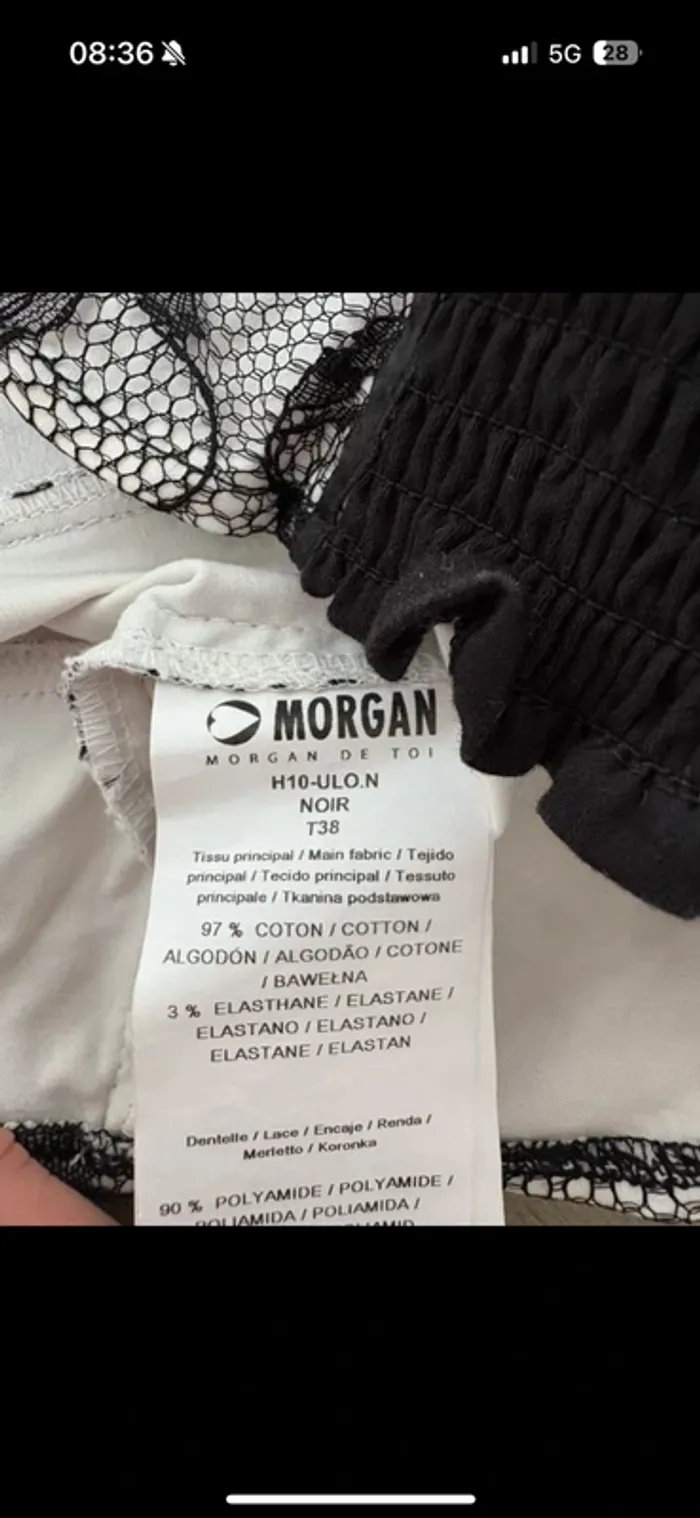 08:36
5G
28
MORGAN
MORGAN DE TOI
H10-ULO.N
NOIR
T38
Tissu principal / Main fabric / Tejido
principal / Tecido principal / Tessuto
principale / Tkanina podstawowa
97 % COTON / COTTON /
ALGODÓN / ALGODÃO / COTONE
/ BAWEŁNA
3 % ELASTHANE / ELASTANE /
ELASTANO / ELASTANO /
ELASTANE / ELASTAN
Dentelle / Lace / Encaje / Renda /
Merletto / Koronka
90 % POLYAMIDE / POLYAMIDE /
POLIAMIDA / POLIAMIDA /